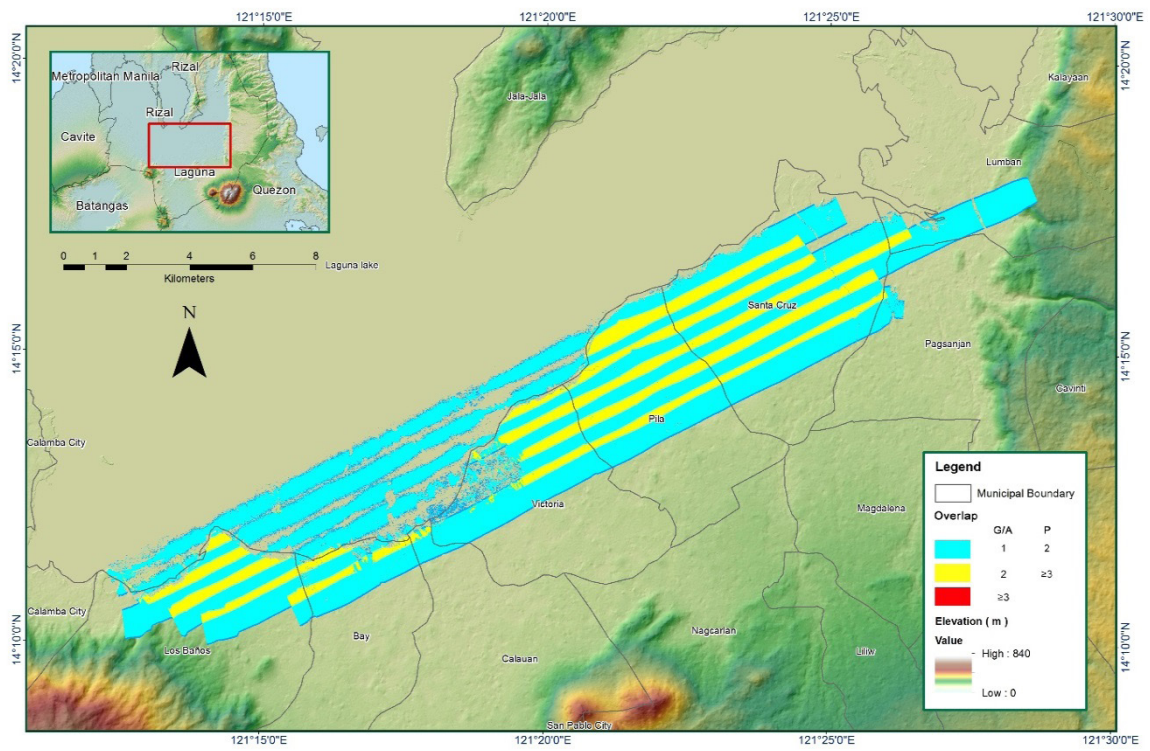 121°15'0"E
121°20'0"E
121°25'0"E
121°30'0"E
14°20'0"N
14°20'0"N
Rizal
Metropolitan Manila
Rizal
Cavite
Laguna
Quezon
Batangas
Jala-Jala
Kalayaan
Lumban
0 1 2 4 6 8
Kilometers
Laguna lake
N
Santa Cruz
14°15'0"N
14°15'0"N
Pagsanjan
Cavinti
Pila
Calamba City
Victoria
Magdalena
Legend
Municipal Boundary
Overlap
G/A P
1 2
2 ≥3
≥3
Elevation ( m )
Value
High : 840
Low : 0
Calamba City
Los Baños
Bay
Calauan
Nagcarlan
Liliw
14°10'0"N
14°10'0"N
San Pablo City
121°15'0"E
121°20'0"E
121°25'0"E
121°30'0"E